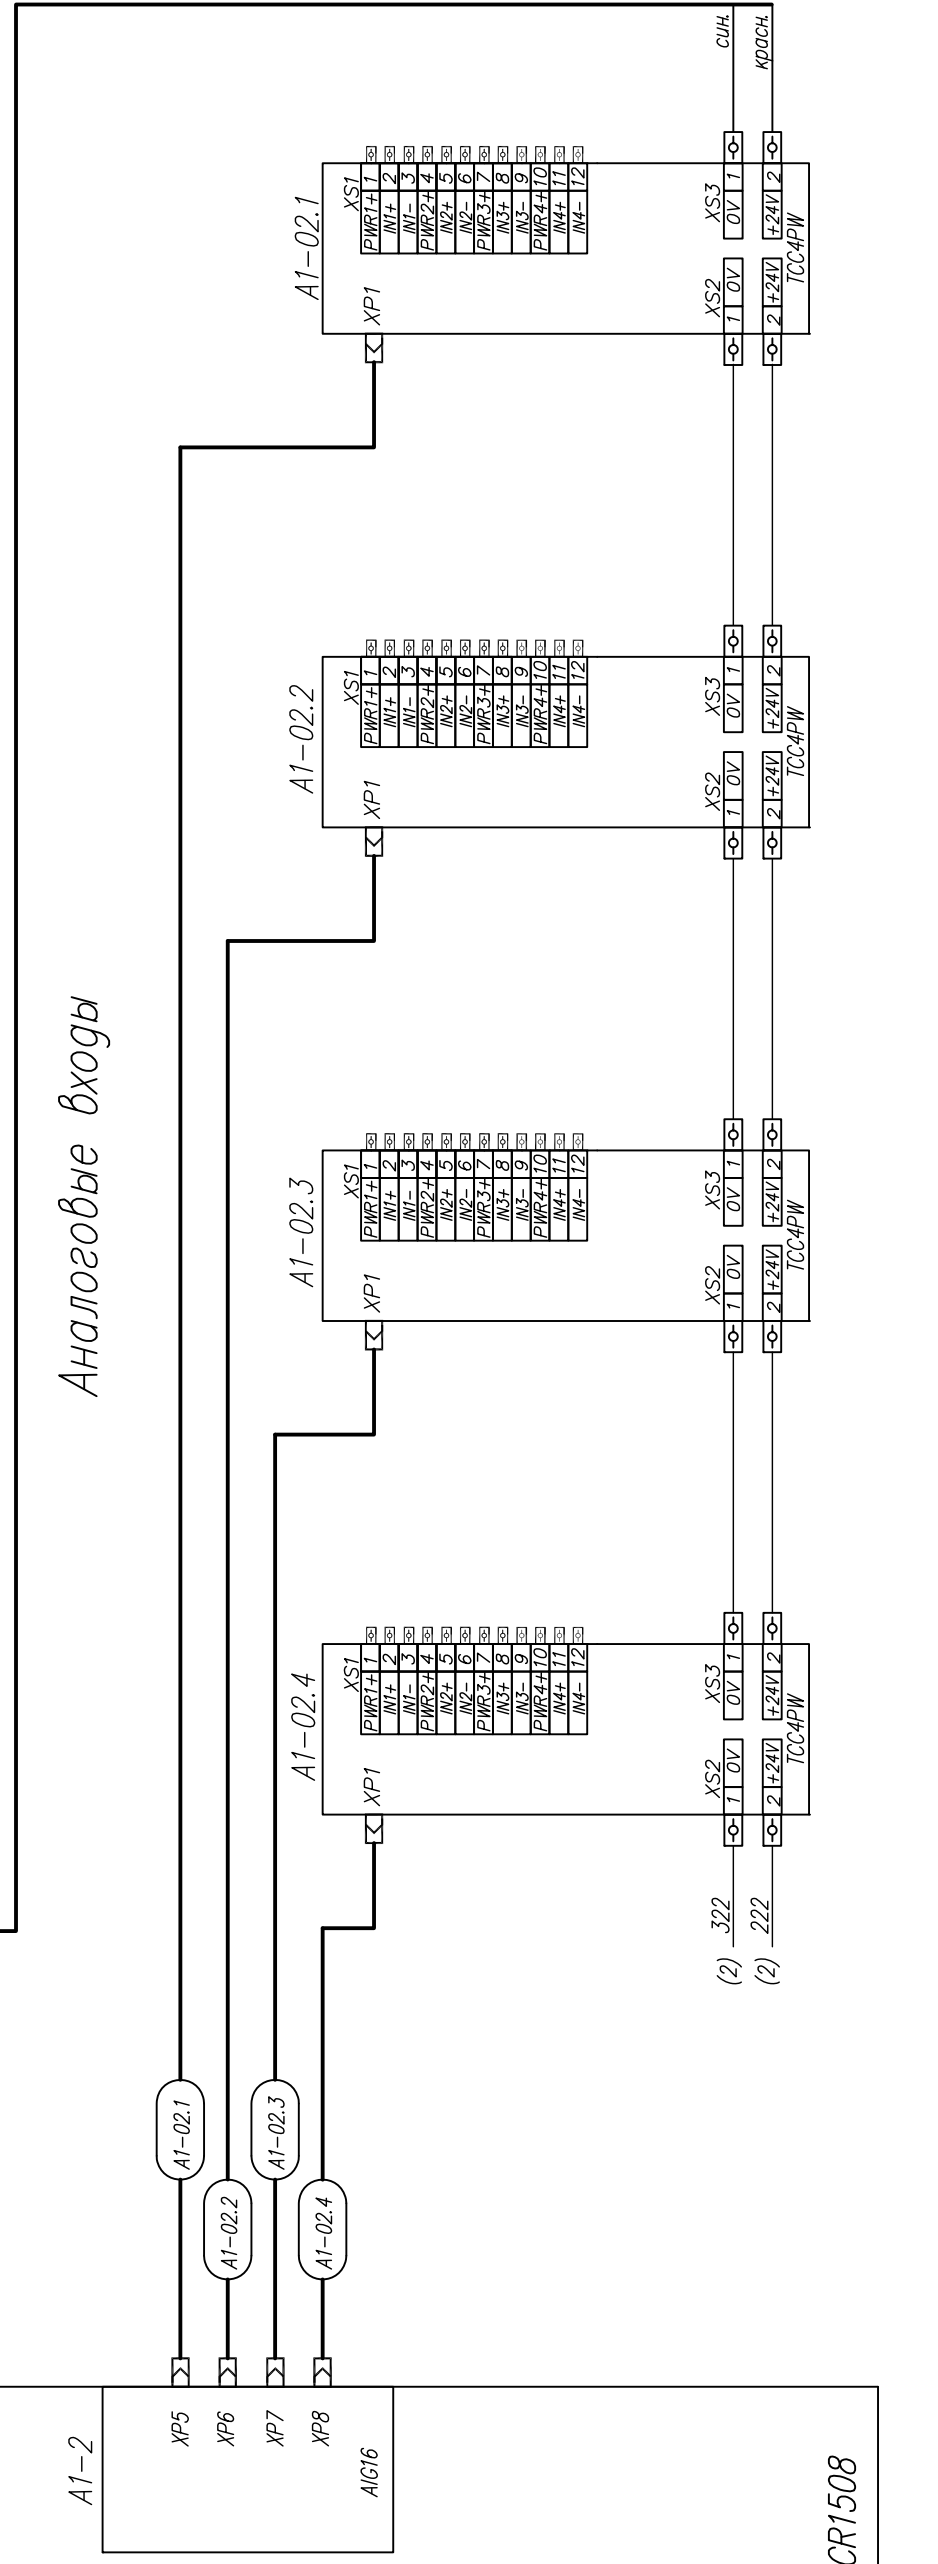 Аналоговые входы
A1-2
XP5
XP6
XP7
XP8
AIG16
CR1508
A1-02.1
A1-02.2
A1-02.3
A1-02.4
(2) 322
(2) 222
A1-02.4
XP1
XS1
PWR1+ 1
IN1+ 2
IN1- 3
PWR2+ 4
IN2+ 5
IN2- 6
PWR3+ 7
IN3+ 8
IN3- 9
PWR4+ 10
IN4+ 11
IN4- 12
XS2 XS3
1 0V 0V 1
2 +24V +24V 2
TCC4PW
A1-02.3
XP1
XS1
PWR1+ 1
IN1+ 2
IN1- 3
PWR2+ 4
IN2+ 5
IN2- 6
PWR3+ 7
IN3+ 8
IN3- 9
PWR4+ 10
IN4+ 11
IN4- 12
XS2 XS3
1 0V 0V 1
2 +24V +24V 2
TCC4PW
A1-02.2
XP1
XS1
PWR1+ 1
IN1+ 2
IN1- 3
PWR2+ 4
IN2+ 5
IN2- 6
PWR3+ 7
IN3+ 8
IN3- 9
PWR4+ 10
IN4+ 11
IN4- 12
XS2 XS3
1 0V 0V 1
2 +24V +24V 2
TCC4PW
A1-02.1
XP1
XS1
PWR1+ 1
IN1+ 2
IN1- 3
PWR2+ 4
IN2+ 5
IN2- 6
PWR3+ 7
IN3+ 8
IN3- 9
PWR4+ 10
IN4+ 11
IN4- 12
XS2 XS3
1 0V 0V 1
2 +24V +24V 2
TCC4PW
син.
красн.